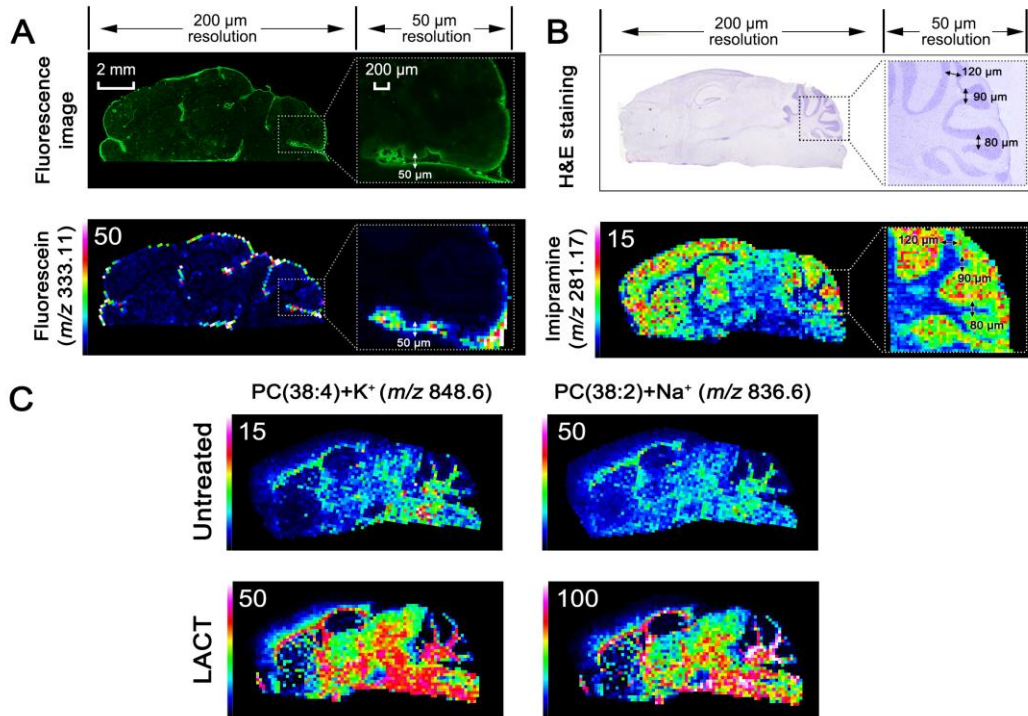 A
200 µm
resolution
50 µm
resolution
Fluorescence
image
2 mm
200 µm
50 µm
Fluorescein
(m/z 333.11)
50
50 µm
B
200 µm
resolution
50 µm
resolution
H&E staining
120 µm
90 µm
80 µm
Imipramine
(m/z 281.17)
15
120 µm
90 µm
80 µm
C
PC(38:4)+K⁺ (m/z 848.6)
PC(38:2)+Na⁺ (m/z 836.6)
Untreated
15
50
LACT
50
100